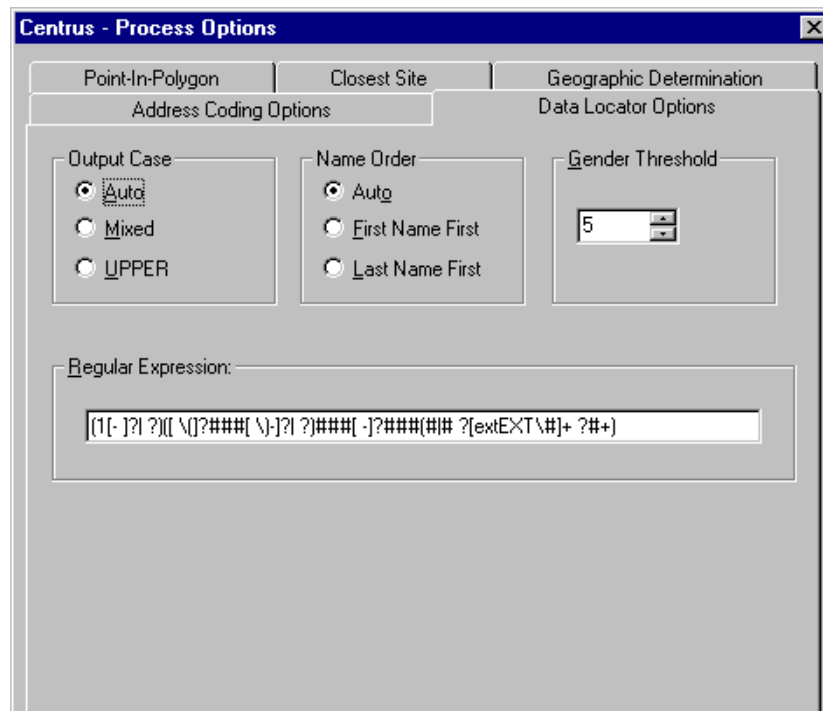 Centrus - Process Options
Point-In-Polygon Closest Site Geographic Determination
Address Coding Options Data Locator Options
Output Case Name Order Gender Threshold
Auto Auto 5
Mixed First Name First
UPPER Last Name First
Regular Expression:
(1[- ]?| ?)([ \(]?###[ \)-]?| ?)###[ -]?###(#|# ?[extEXT\#]+ ?#+)